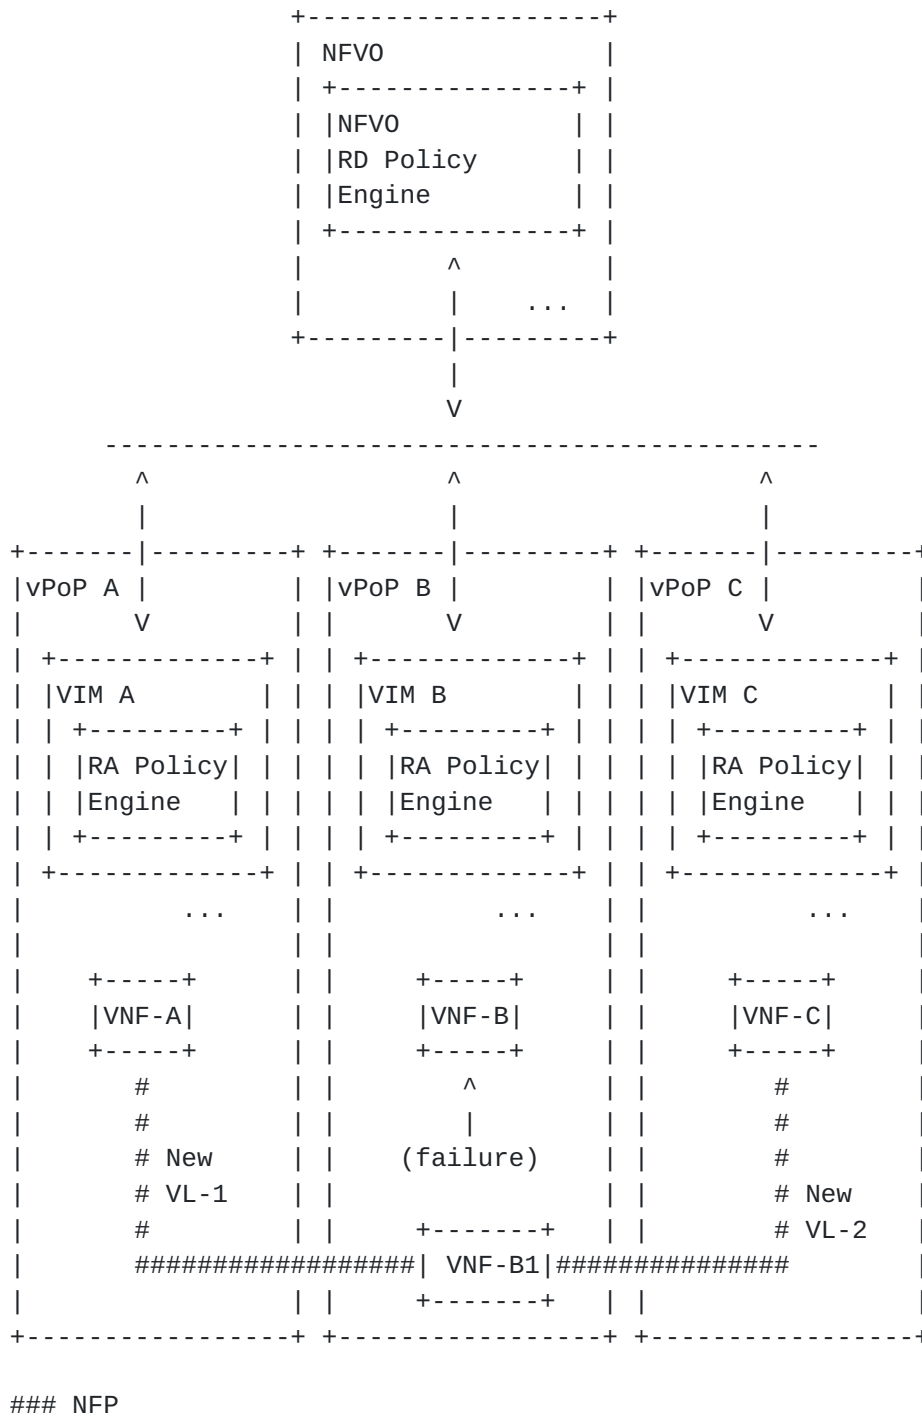 NFVO
NFVO
RD Policy
Engine
...
vPoP A vPoP B vPoP C
VIM A VIM B VIM C
RA Policy RA Policy RA Policy
Engine Engine Engine
... ... ...
VNF-A VNF-B VNF-C
# #
# #
# New (failure) #
# VL-1 # New
# # VL-2
################## VNF-B1 ###############
### NFP